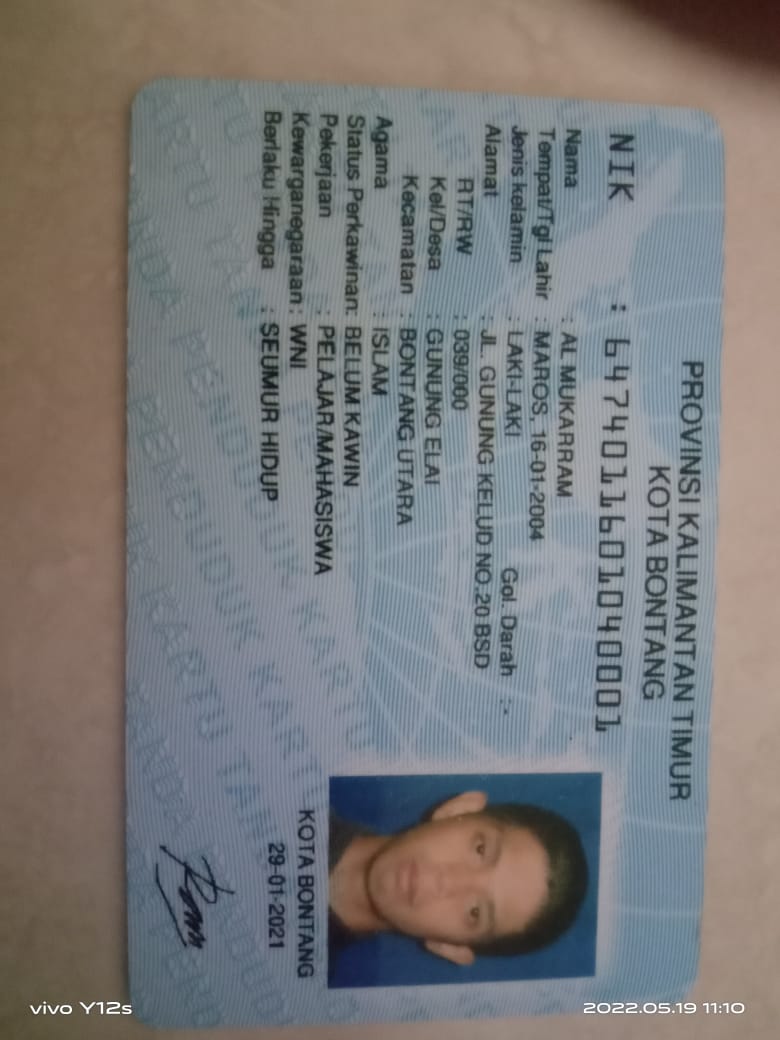 PROVINSI KALIMANTAN TIMUR
KOTA BONTANG
NIK : 6474011601040001
Nama : AL MUKARRAM
Tempat/Tgl Lahir : MAROS, 16-01-2004
Jenis kelamin : LAKI-LAKI Gol. Darah :-
Alamat : JL. GUNUNG KELUD NO.20 BSD
RT/RW : 039/000
Kel/Desa : GUNUNG ELAI
Kecamatan : BONTANG UTARA
Agama : ISLAM
Status Perkawinan: BELUM KAWIN
Pekerjaan : PELAJAR/MAHASISWA
Kewarganegaraan: WNI
Berlaku Hingga : SEUMUR HIDUP
KOTA BONTANG
29-01-2021
vivo Y12s
2022.05.19 11:10